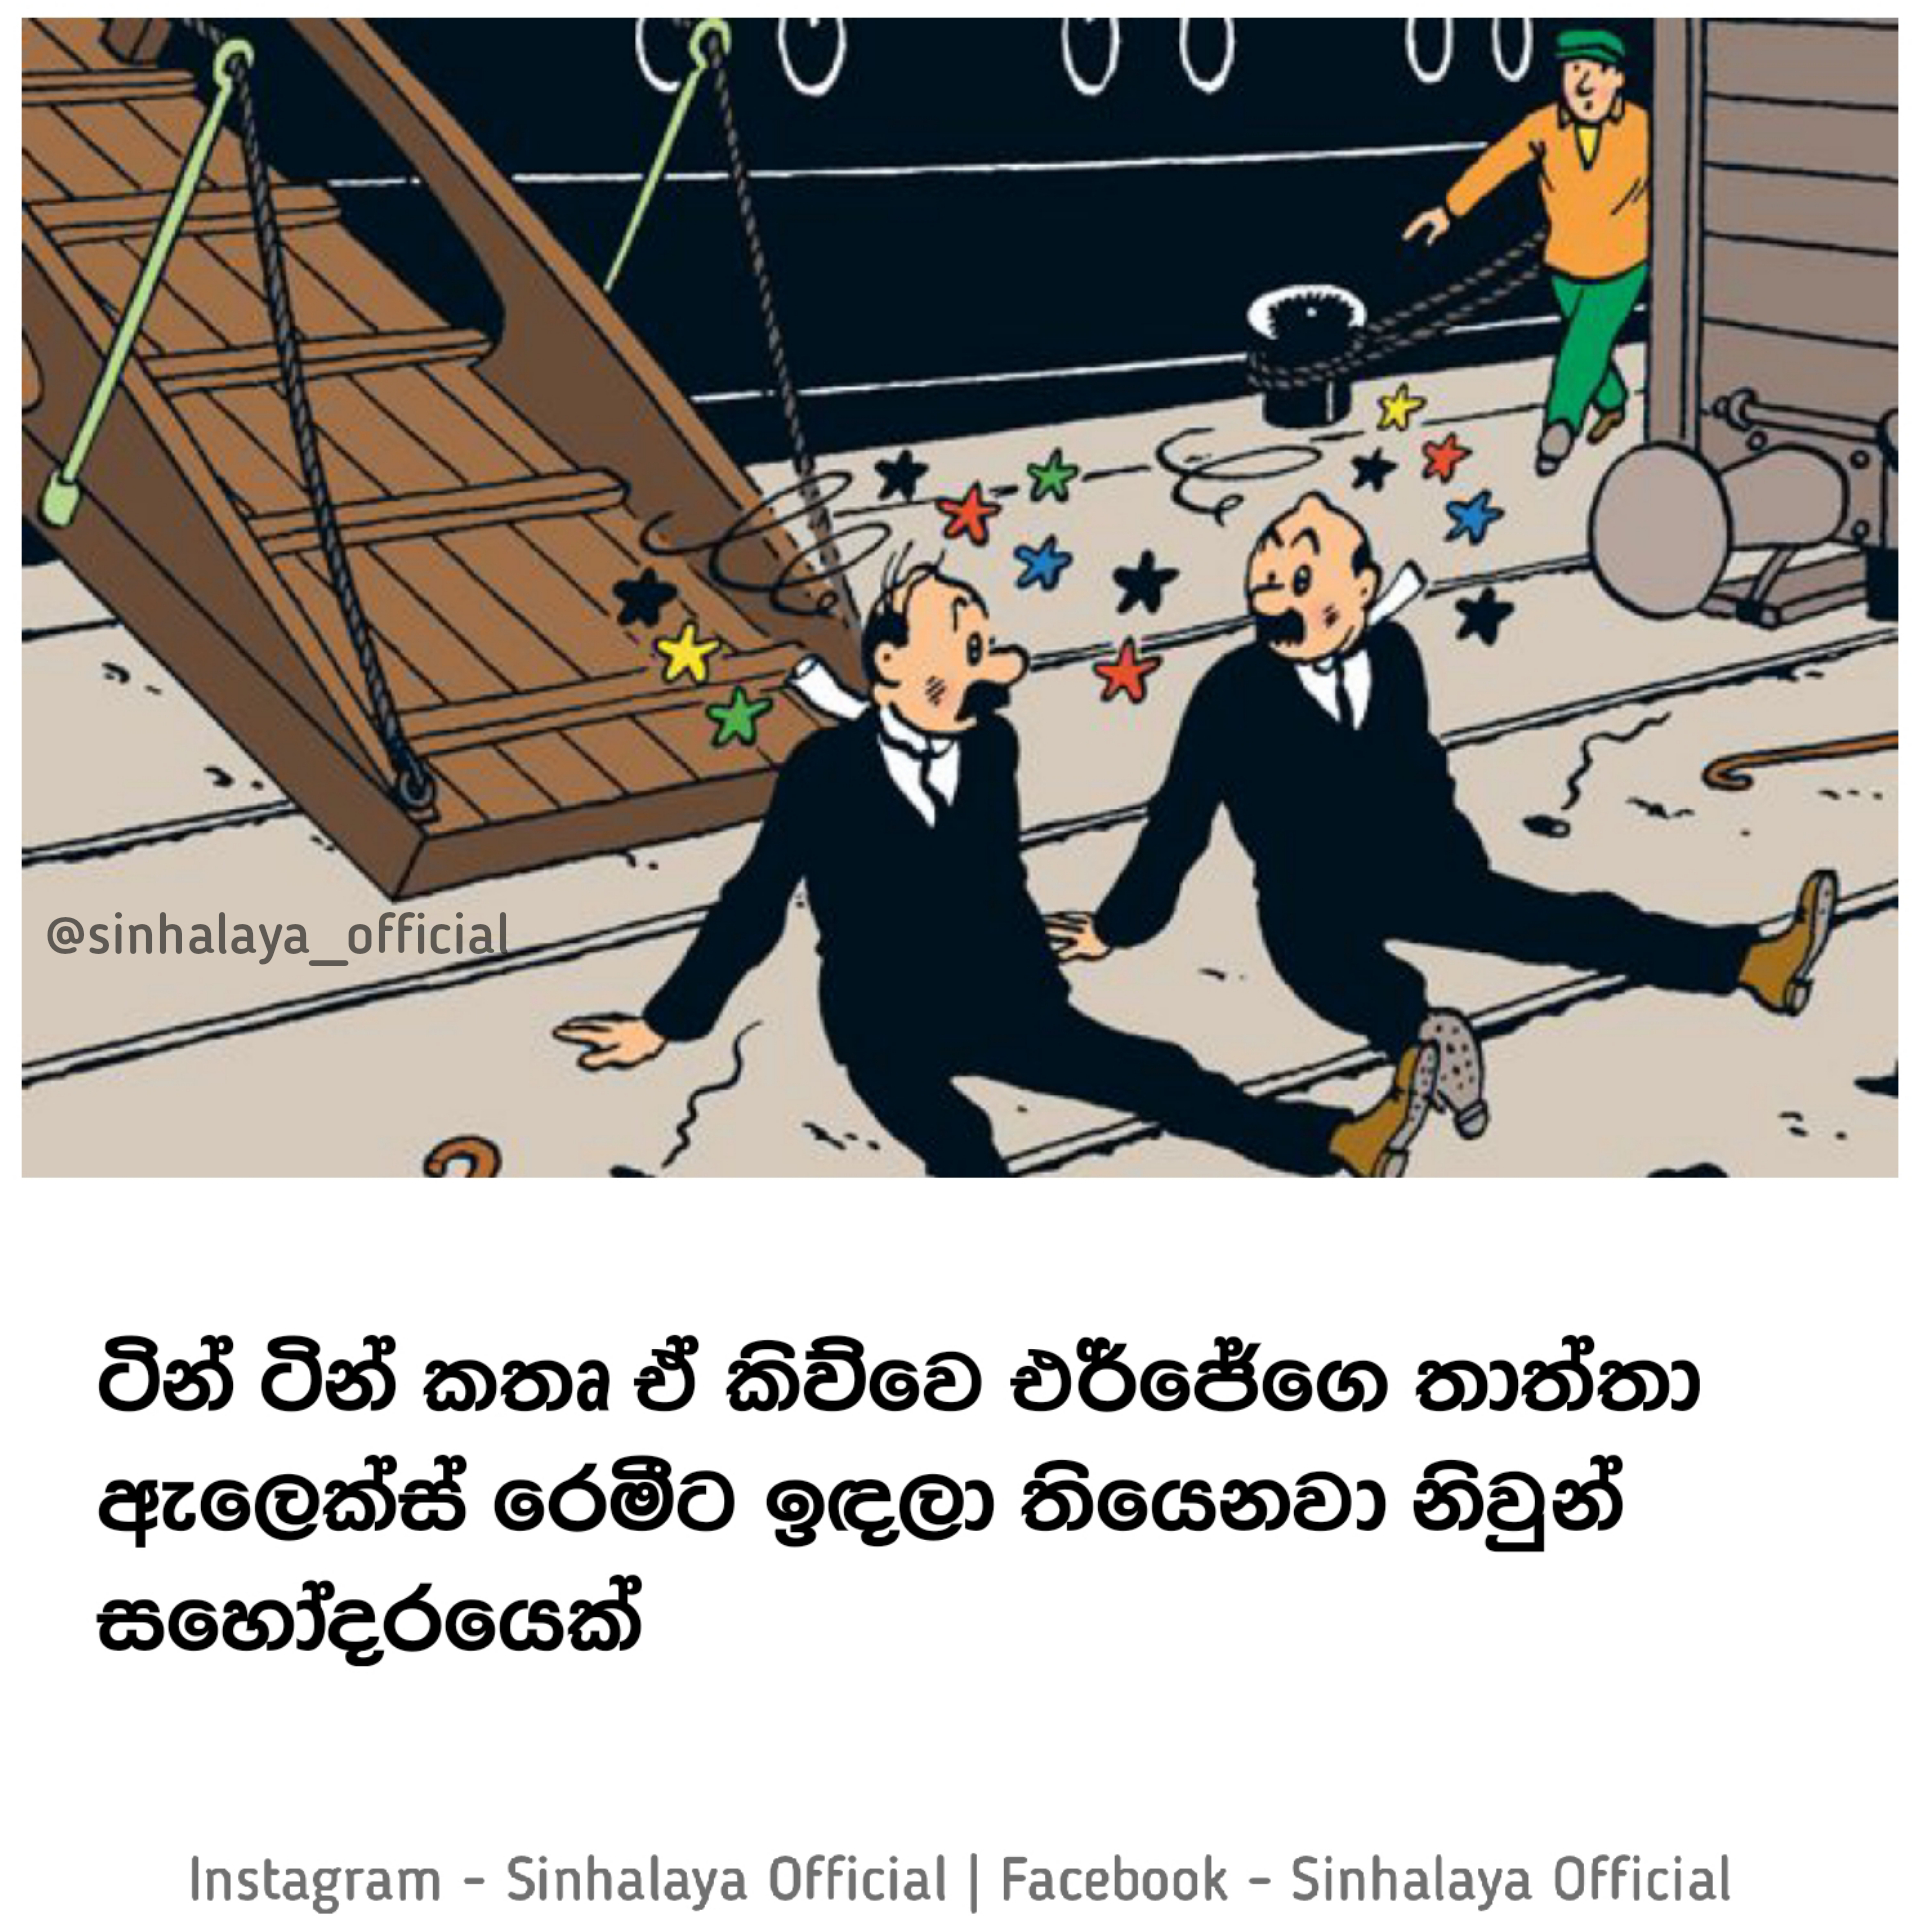 @sinhalaya_official
ටින් ටින් කතෘ ඒ කිව්වෙ එර්ජේගෙ තාත්තා
ඇලෙක්ස් රෙමීට ඉඳලා තියෙනවා නිවුන්
සහෝදරයෙක්
Instagram - Sinhalaya Official | Facebook - Sinhalaya Official